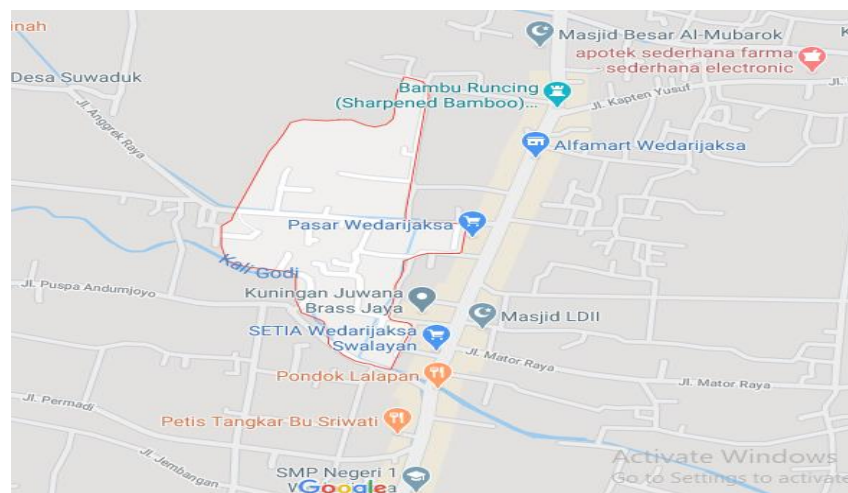 inah
Masjid Besar Al-Mubarok
K
apotek sederhana farma
- sederhana electronic
Desa Suwaduk
Bambu Runcing
(Sharpened Bamboo)...
Jl. Kapten Yusuf
Jl.
Jl. Anggrek Raya
Alfamart Wedarijaksa
Pasar Wedarijaksa
Kali Godi
Jl. Puspa Andumjoyo
Kuningan Juwana
Brass Jaya
Masjid LDII
SETIA Wedarijaksa
Swalayan
Jl. Mator Raya
Pondok Lalapan
Jl. Mator Raya
Jl. Permadi
Petis Tangkar Bu Sriwati
Jl. Jembangan
Activate Windows
Go to Settings to activate
SMP Negeri 1
Google